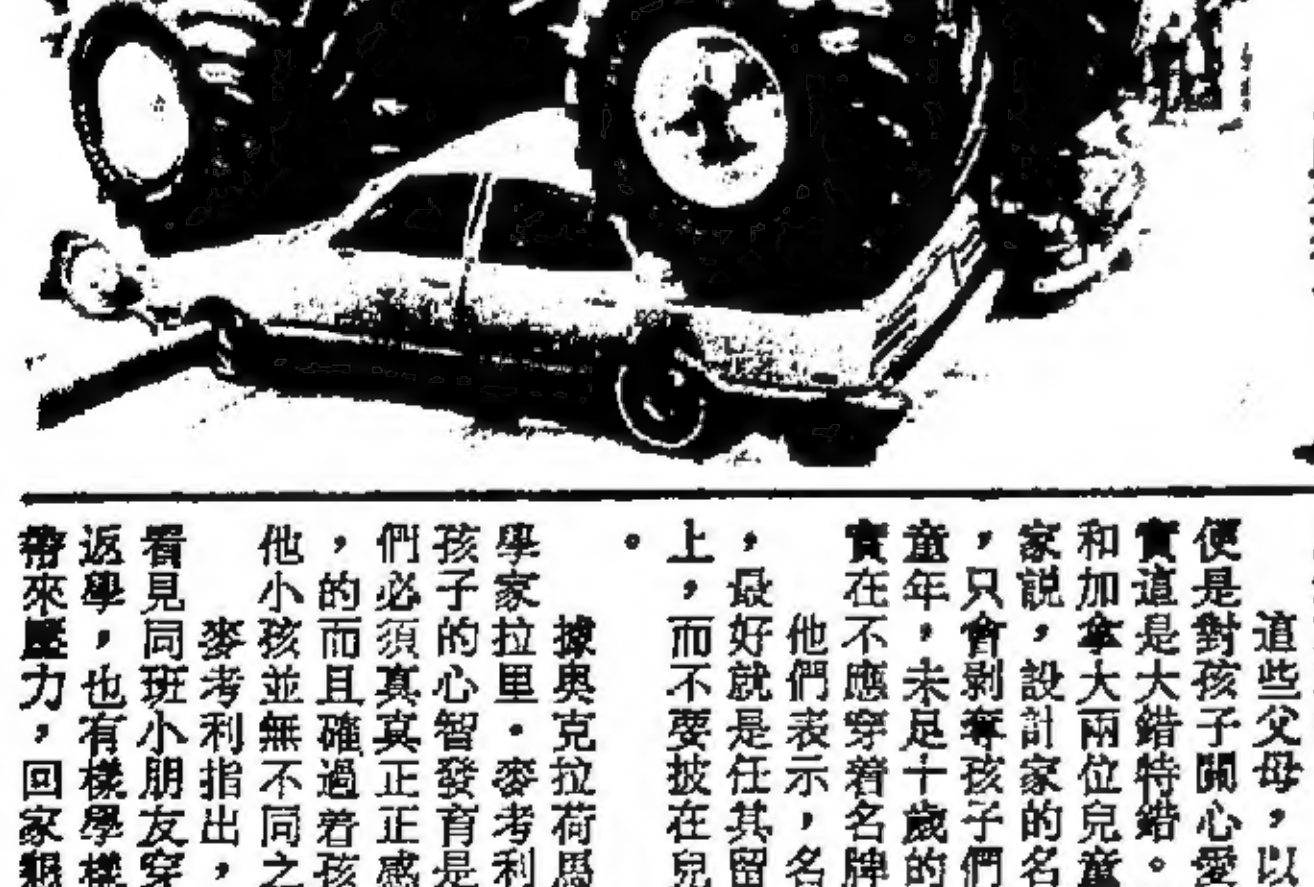 這些父母，以
便是對孩子關心愛
實這是大錯特錯。
和加拿大兩位兒童
家説，設計家的名
，只會剝奪孩子們
童年，未足十歲的
實在不應穿着名牌
他們表示，名
，最好就是任其留
上，而不要披在兒
。
據奥克拉荷馬
學家拉里・麥考利
孩子的心智發育是
們必須真真正正感
，的而且確過着孩
他小孩並無不同之
麥考利指出，
看見同班小朋友穿
返學，也有樣學樣
帶來壓力，回家